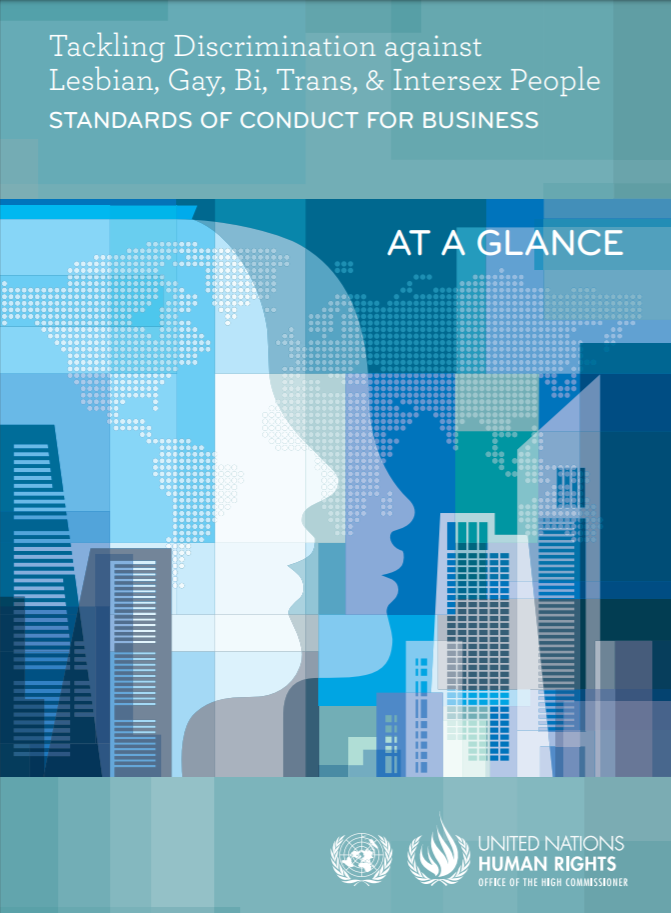 Tackling Discrimination against
Lesbian, Gay, Bi, Trans, & Intersex People
STANDARDS OF CONDUCT FOR BUSINESS
AT A GLANCE
UNITED NATIONS
HUMAN RIGHTS
OFFICE OF THE HIGH COMMISSIONER